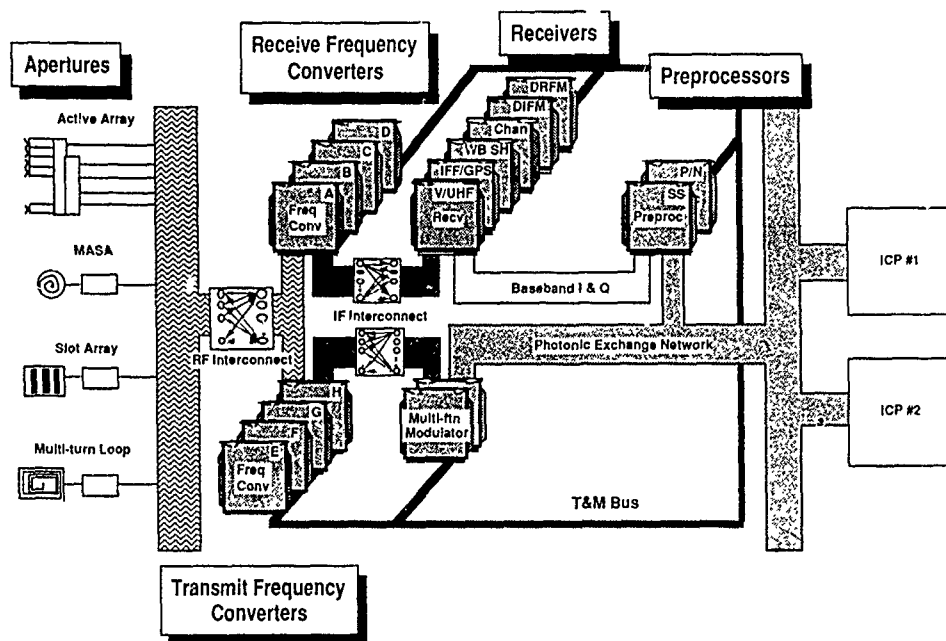 Receivers
Receive Frequency
Converters
Apertures
Preprocessors
Active Array
DRFM
DIFM
Chan
WB SH
IFF/GPS
V/UHF
Recv
D
C
B
A
Freq
Conv
P/N
SS
Preproc
MASA
ICP #1
Baseband I & Q
IF Interconnect
RF Interconnect
Photonic Exchange Network
Slot Array
H
G
F
E
Freq
Conv
Multi-ftn
Modulator
ICP #2
Multi-turn Loop
T&M Bus
Transmit Frequency
Converters